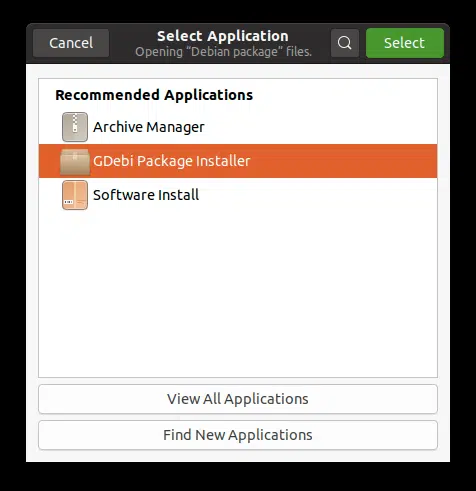 Cancel
Select Application
Opening "Debian package" files.
Select
Recommended Applications
Archive Manager
GDebi Package Installer
Software Install
View All Applications
Find New Applications